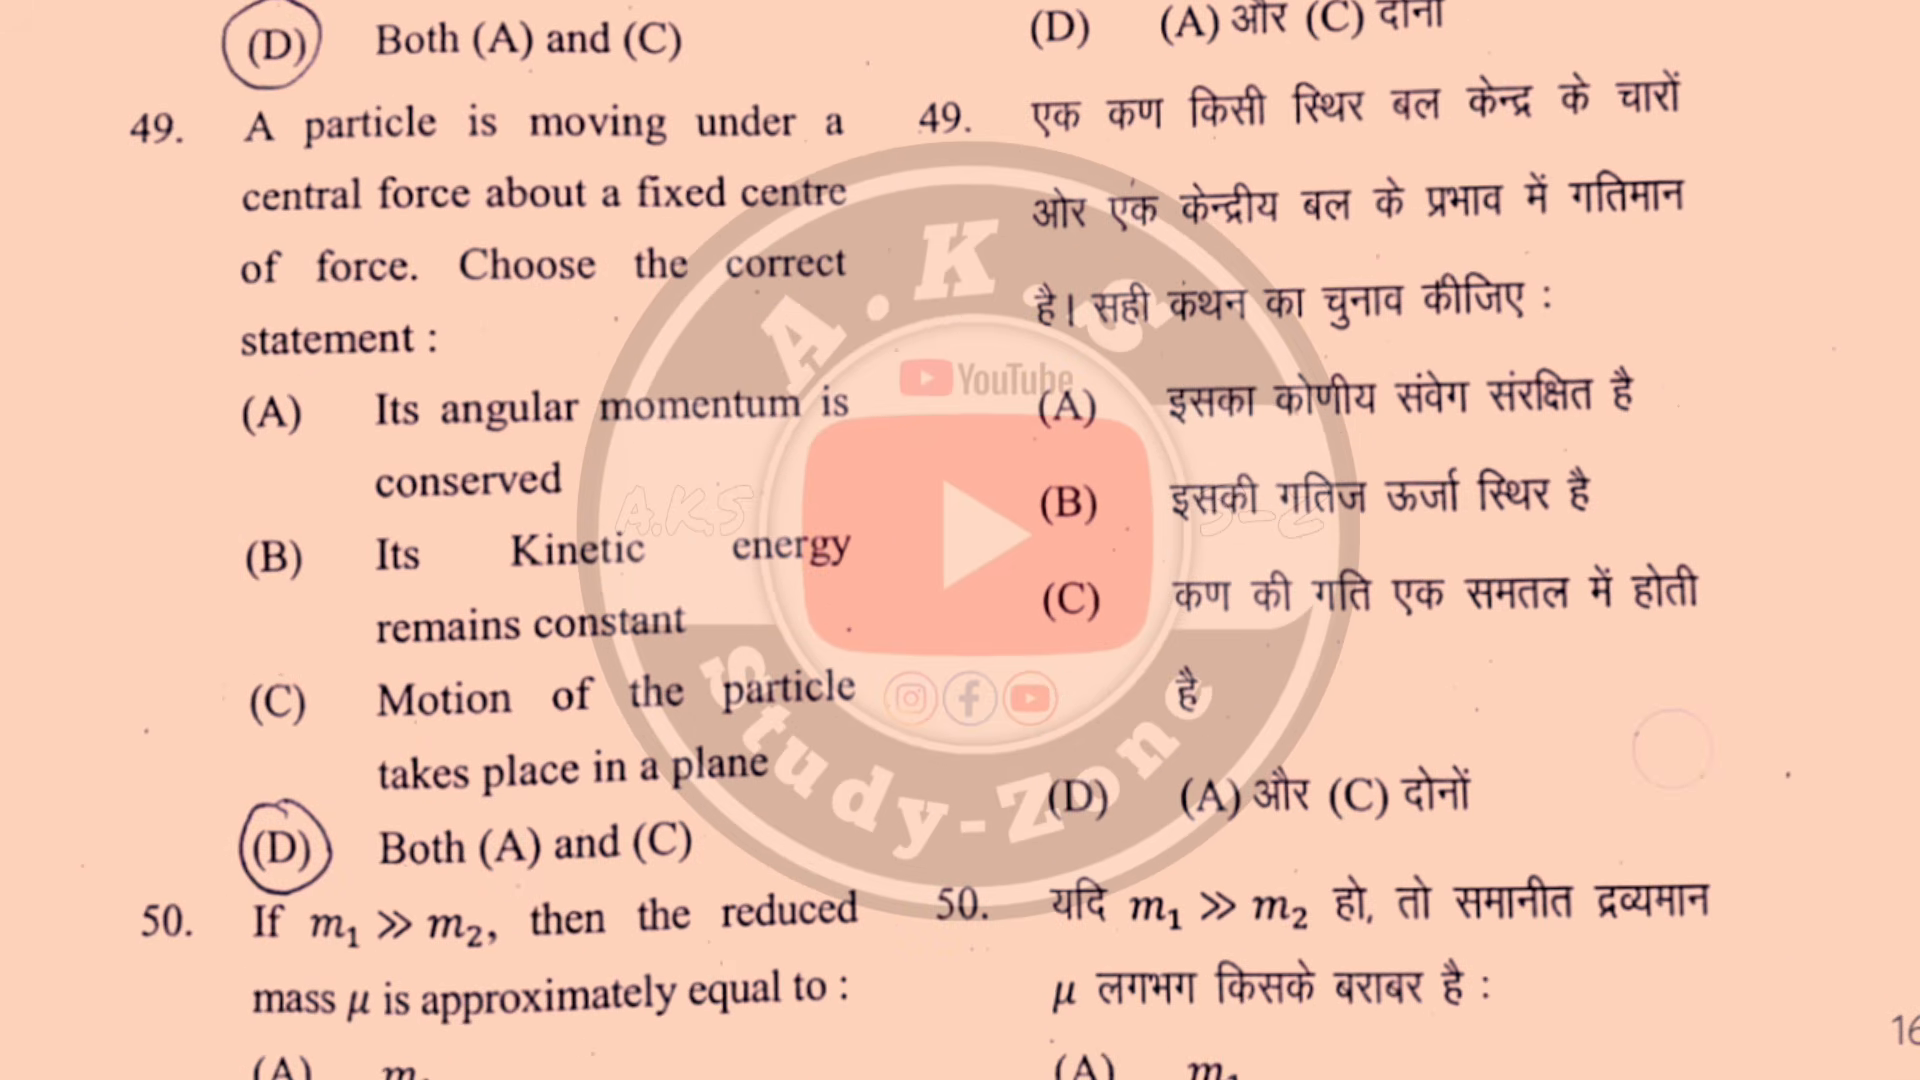 (D) Both (A) and (C)
49. A particle is moving under a
central force about a fixed centre
of force. Choose the correct
statement :
(A) Its angular momentum is
conserved
(B) Its Kinetic energy
remains constant
(C) Motion of the particle
takes place in a plane
(D) Both (A) and (C)
50. If m₁ ≫ m₂, then the reduced
mass μ is approximately equal to :
(A)
(D) (A) और (C) दोनों
49. एक कण किसी स्थिर बल केन्द्र के चारों
ओर एक केन्द्रीय बल के प्रभाव में गतिमान
है। सही कथन का चुनाव कीजिए :
(A) इसका कोणीय संवेग संरक्षित है
(B) इसकी गतिज ऊर्जा स्थिर है
(C) कण की गति एक समतल में होती
है
(D) (A) और (C) दोनों
50. यदि m₁ ≫ m₂ हो, तो समानीत द्रव्यमान
μ लगभग किसके बराबर है :
(A)
16
A.K.S
YouTube
A.K.S
Study-Zone